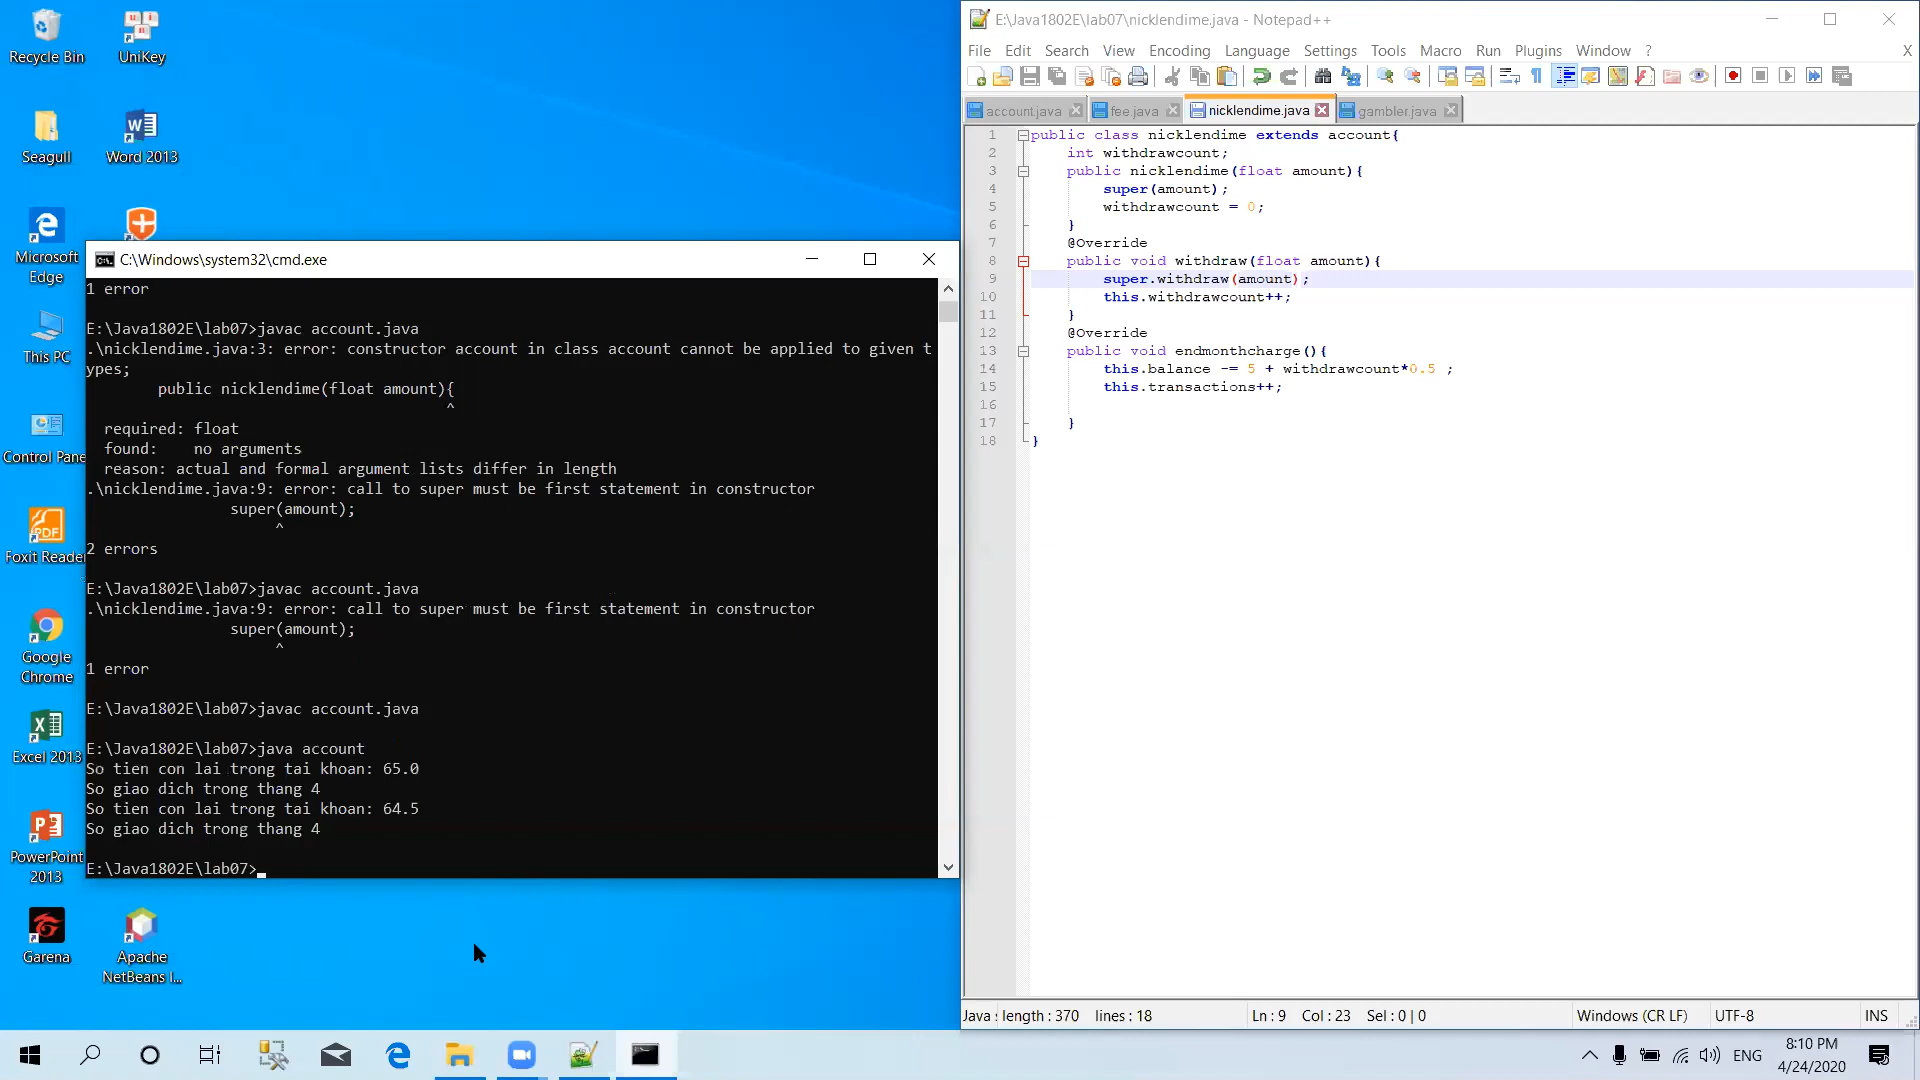 Recycle Bin
UniKey
Seagull
Word 2013
Microsoft
Edge
This PC
Control Pane
Foxit Reade
Google
Chrome
Excel 2013
PowerPoint
2013
Garena
Apache
NetBeans I...
C:\Windows\system32\cmd.exe
1 error
E:\Java1802E\lab07>javac account.java
.\nicklendime.java:3: error: constructor account in class account cannot be applied to given t
ypes;
public nicklendime(float amount){
^
required: float
found: no arguments
reason: actual and formal argument lists differ in length
.\nicklendime.java:9: error: call to super must be first statement in constructor
super(amount);
^
2 errors
E:\Java1802E\lab07>javac account.java
.\nicklendime.java:9: error: call to super must be first statement in constructor
super(amount);
^
1 error
E:\Java1802E\lab07>javac account.java
E:\Java1802E\lab07>java account
So tien con lai trong tai khoan: 65.0
So giao dich trong thang 4
So tien con lai trong tai khoan: 64.5
So giao dich trong thang 4
E:\Java1802E\lab07>
E:\Java1802E\lab07\nicklendime.java - Notepad++
File Edit Search View Encoding Language Settings Tools Macro Run Plugins Window ? X
account.java fee.java nicklendime.java gambler.java
1 public class nicklendime extends account{
2 int withdrawcount;
3 public nicklendime(float amount){
4 super(amount);
5 withdrawcount = 0;
6 }
7 @Override
8 public void withdraw(float amount){
9 super.withdraw(amount);
10 this.withdrawcount++;
11 }
12 @Override
13 public void endmonthcharge(){
14 this.balance -= 5 + withdrawcount*0.5 ;
15 this.transactions++;
16
17 }
18 }
Java : length : 370 lines : 18 Ln : 9 Col : 23 Sel : 0 | 0 Windows (CR LF) UTF-8 INS
ENG
8:10 PM
4/24/2020